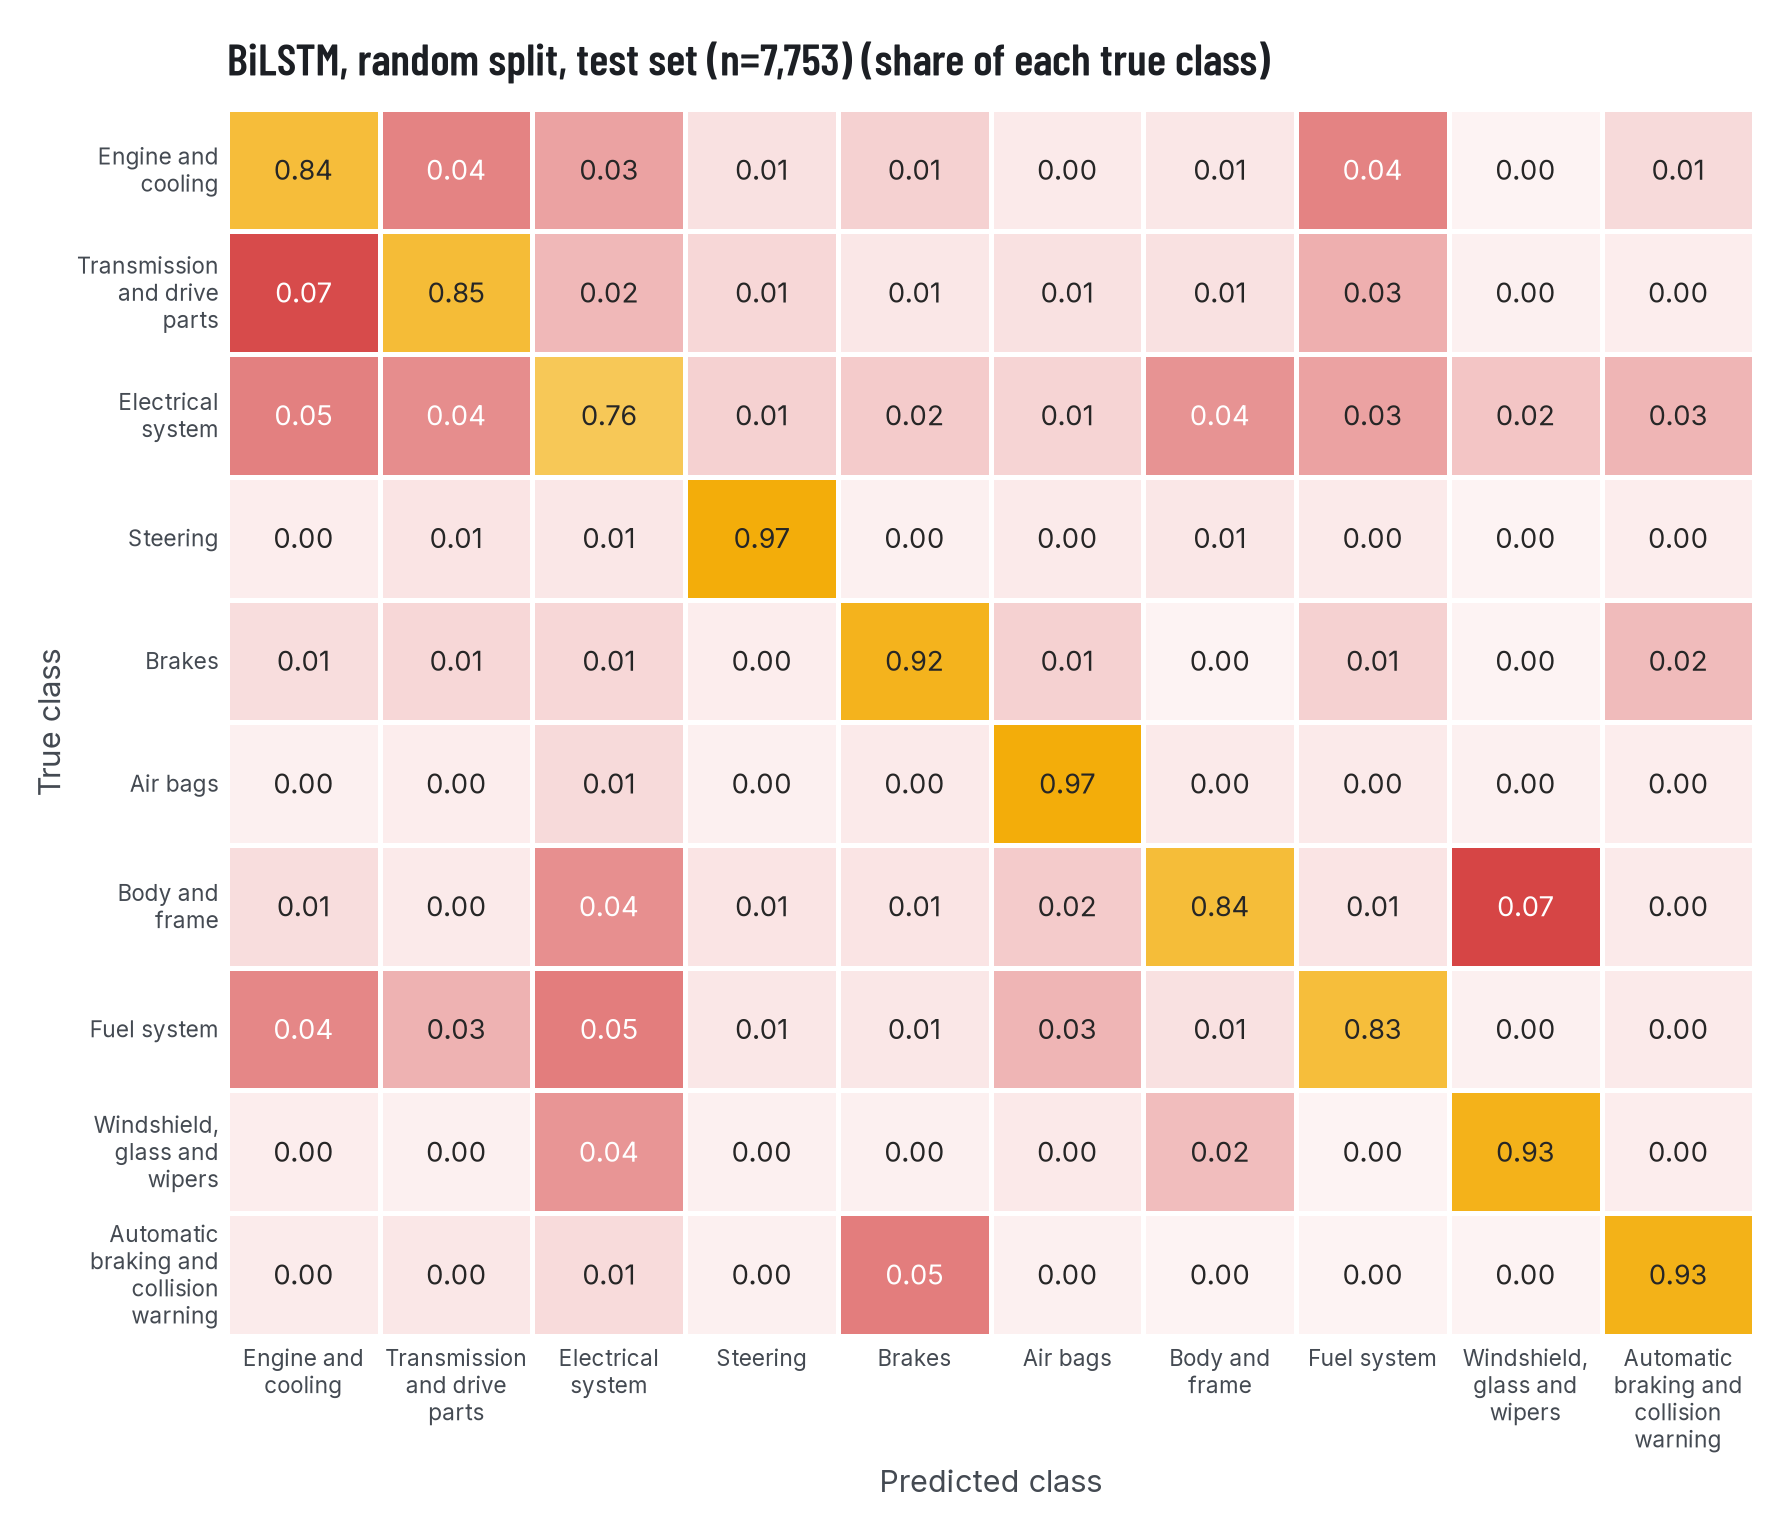 BiLSTM, random split, test set (n=7,753) (share of each true class)
Engine and
cooling
0.84 0.04 0.03 0.01 0.01 0.00 0.01 0.04 0.00 0.01
Transmission
and drive
parts
0.07 0.85 0.02 0.01 0.01 0.01 0.01 0.03 0.00 0.00
Electrical
system
0.05 0.04 0.76 0.01 0.02 0.01 0.04 0.03 0.02 0.03
Steering
0.00 0.01 0.01 0.97 0.00 0.00 0.01 0.00 0.00 0.00
Brakes
0.01 0.01 0.01 0.00 0.92 0.01 0.00 0.01 0.00 0.02
Air bags
0.00 0.00 0.01 0.00 0.00 0.97 0.00 0.00 0.00 0.00
Body and
frame
0.01 0.00 0.04 0.01 0.01 0.02 0.84 0.01 0.07 0.00
Fuel system
0.04 0.03 0.05 0.01 0.01 0.03 0.01 0.83 0.00 0.00
Windshield,
glass and
wipers
0.00 0.00 0.04 0.00 0.00 0.00 0.02 0.00 0.93 0.00
Automatic
braking and
collision
warning
0.00 0.00 0.01 0.00 0.05 0.00 0.00 0.00 0.00 0.93
True class
Engine and
cooling
Transmission
and drive
parts
Electrical
system
Steering
Brakes
Air bags
Body and
frame
Fuel system
Windshield,
glass and
wipers
Automatic
braking and
collision
warning
Predicted class